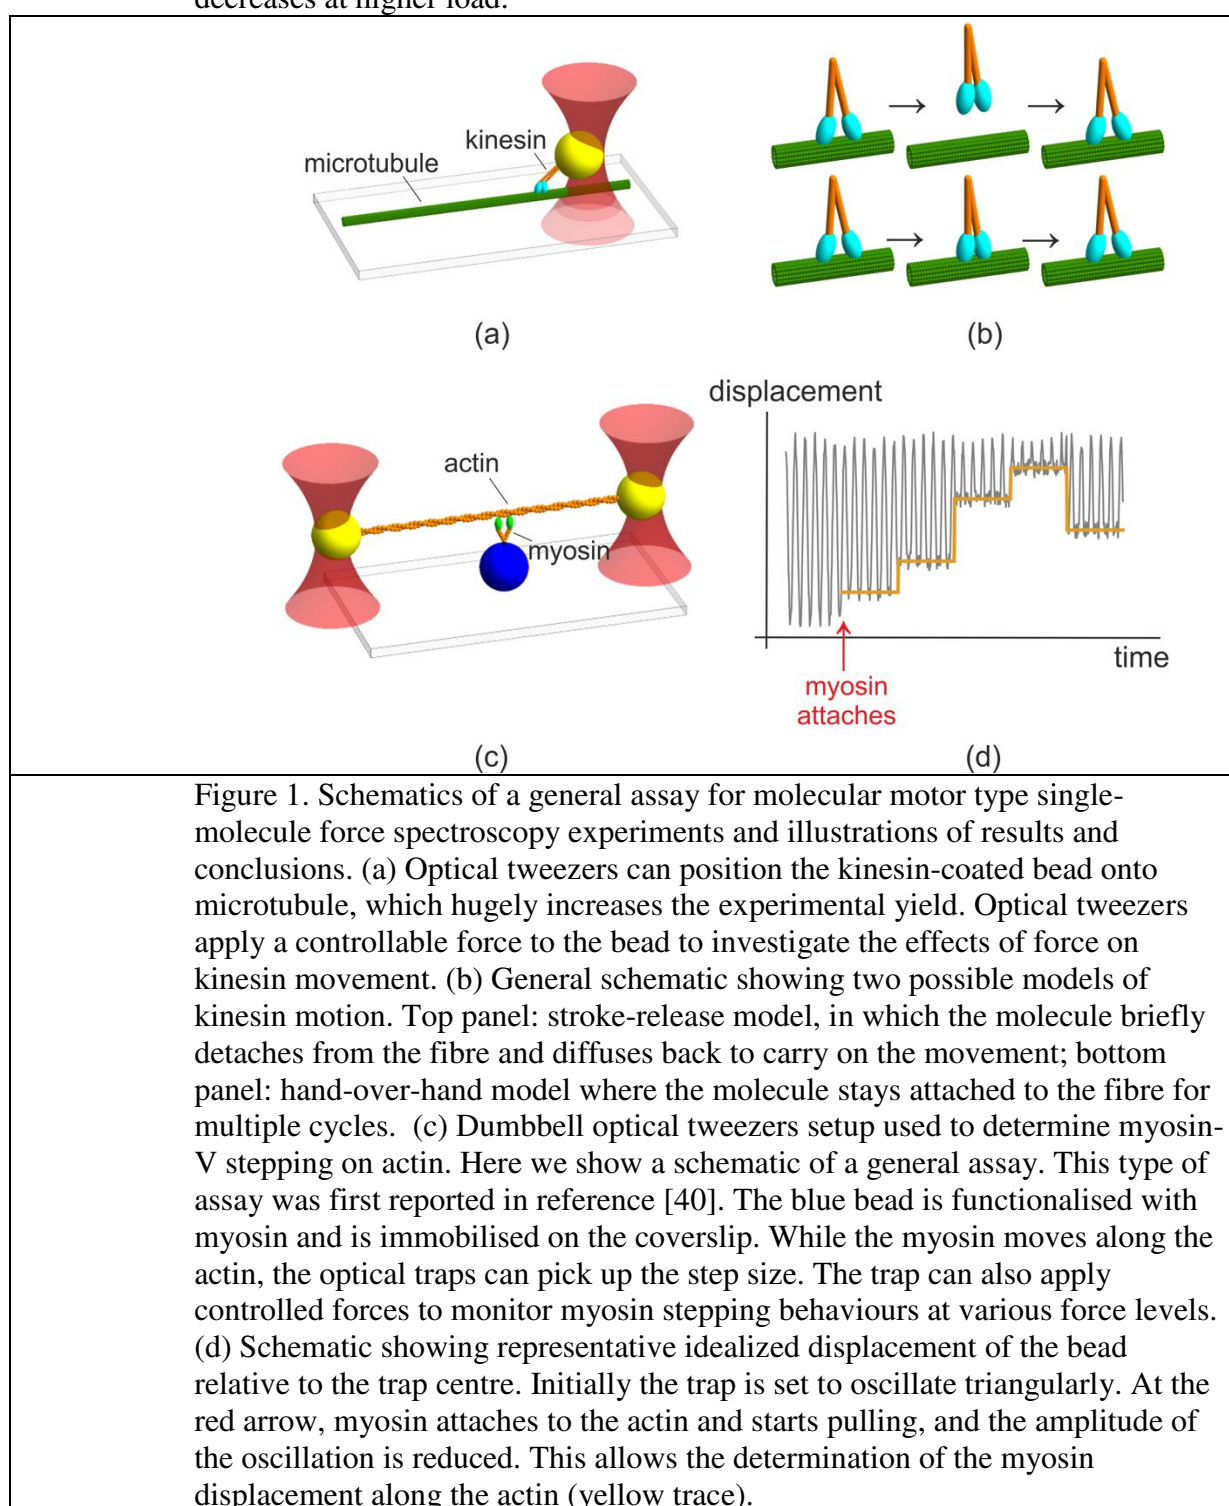 decreases at higher load.
kinesin
microtubule
(a)
(b)
displacement
actin
myosin
time
myosin
attaches
(c)
(d)
Figure 1. Schematics of a general assay for molecular motor type single-
molecule force spectroscopy experiments and illustrations of results and
conclusions. (a) Optical tweezers can position the kinesin-coated bead onto
microtubule, which hugely increases the experimental yield. Optical tweezers
apply a controllable force to the bead to investigate the effects of force on
kinesin movement. (b) General schematic showing two possible models of
kinesin motion. Top panel: stroke-release model, in which the molecule briefly
detaches from the fibre and diffuses back to carry on the movement; bottom
panel: hand-over-hand model where the molecule stays attached to the fibre for
multiple cycles.  (c) Dumbbell optical tweezers setup used to determine myosin-
V stepping on actin. Here we show a schematic of a general assay. This type of
assay was first reported in reference [40]. The blue bead is functionalised with
myosin and is immobilised on the coverslip. While the myosin moves along the
actin, the optical traps can pick up the step size. The trap can also apply
controlled forces to monitor myosin stepping behaviours at various force levels.
(d) Schematic showing representative idealized displacement of the bead
relative to the trap centre. Initially the trap is set to oscillate triangularly. At the
red arrow, myosin attaches to the actin and starts pulling, and the amplitude of
the oscillation is reduced. This allows the determination of the myosin
displacement along the actin (yellow trace).